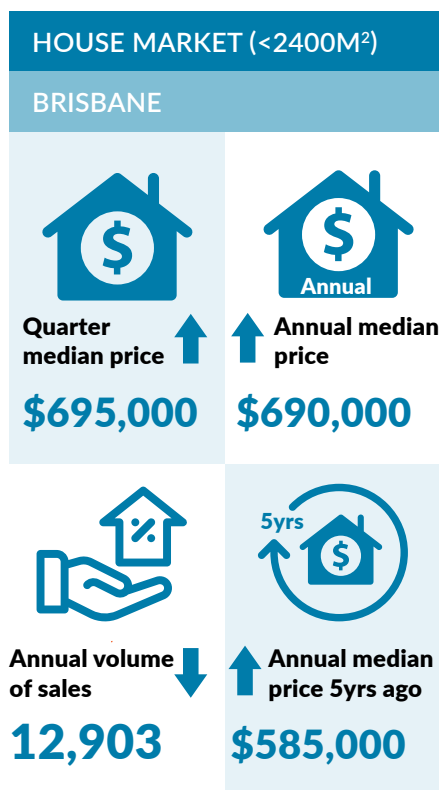 HOUSE MARKET (<2400M²)
BRISBANE
$
$
Annual
Quarter
median price
Annual median
price
$695,000
$690,000
%
5yrs
$
Annual volume
of sales
Annual median
price 5yrs ago
12,903
$585,000